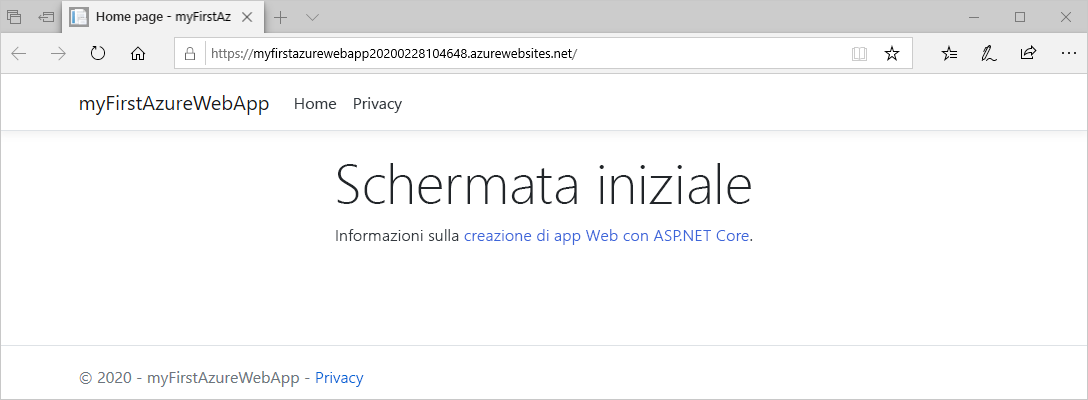 Home page - myFirstAz
https://myfirstazurewebapp20200228104648.azurewebsites.net/
myFirstAzureWebApp Home Privacy
Schermata iniziale
Informazioni sulla creazione di app Web con ASP.NET Core.
© 2020 - myFirstAzureWebApp - Privacy